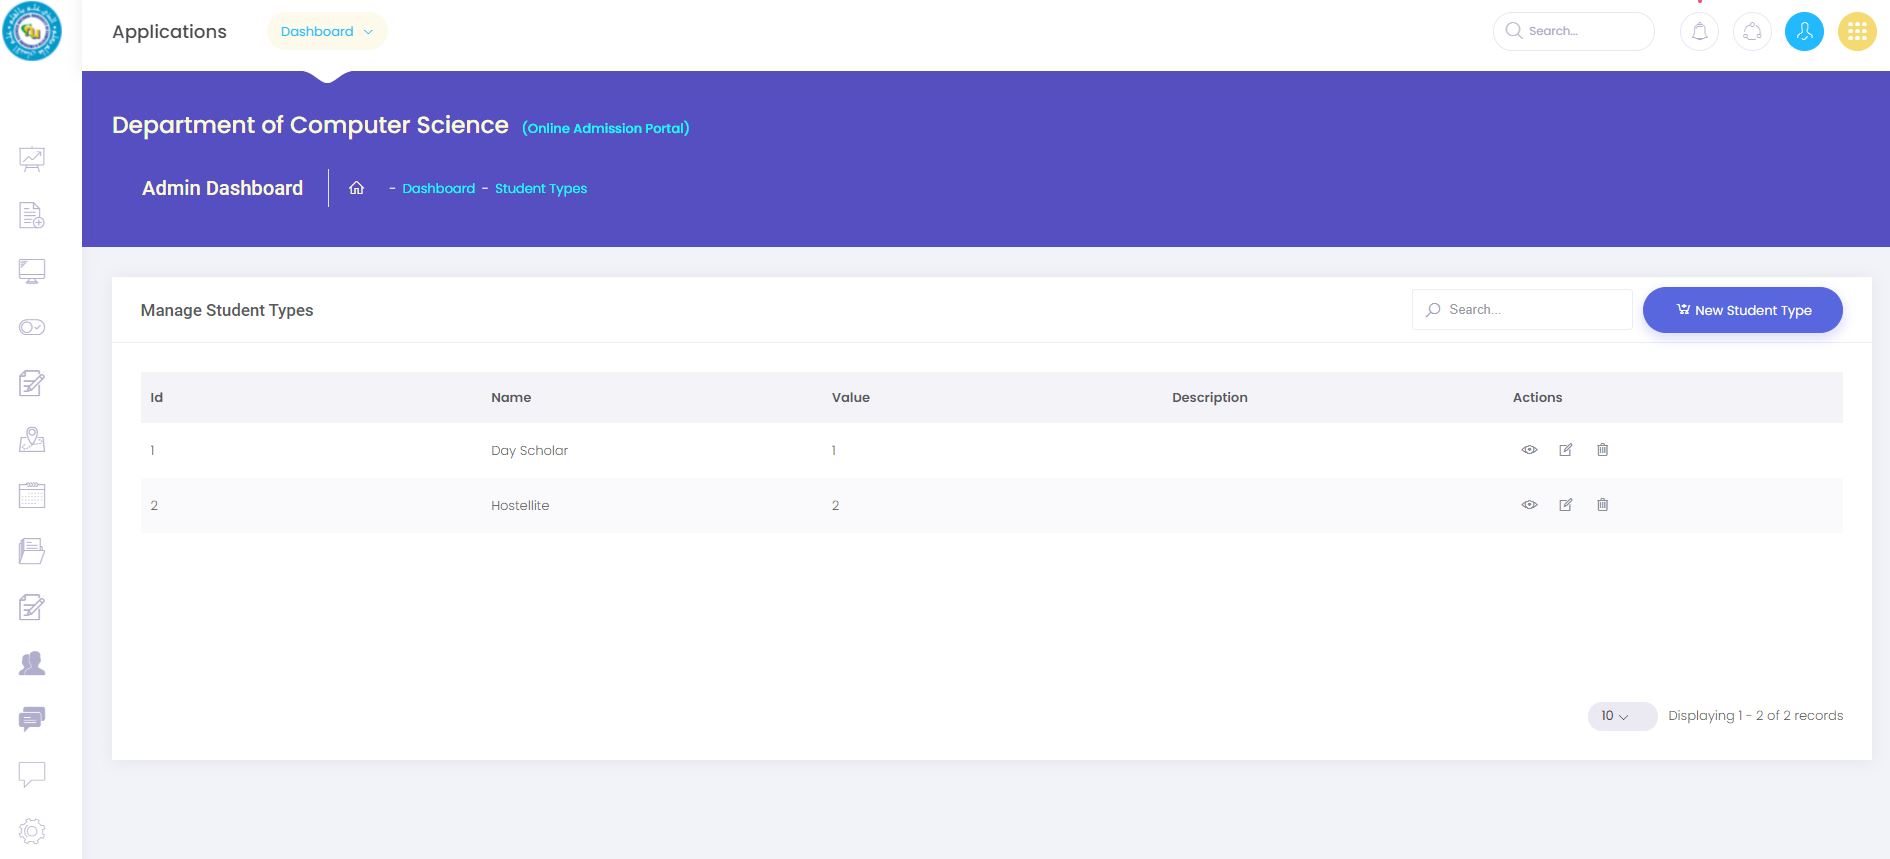 Applications
Dashboard
Search...
Department of Computer Science (Online Admission Portal)
Admin Dashboard - Dashboard - Student Types
Manage Student Types
Search...
New Student Type
Id Name Value Description Actions
1 Day Scholar 1
2 Hostellite 2
10 Displaying 1 - 2 of 2 records